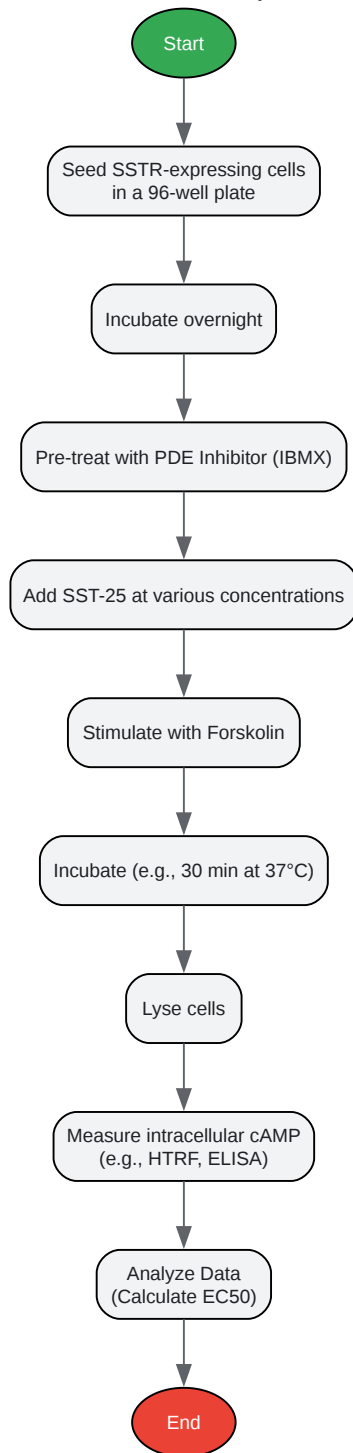 Start
Seed SSTR-expressing cells
in a 96-well plate
Incubate overnight
Pre-treat with PDE Inhibitor (IBMX)
Add SST-25 at various concentrations
Stimulate with Forskolin
Incubate (e.g., 30 min at 37°C)
Lyse cells
Measure intracellular cAMP
(e.g., HTRF, ELISA)
Analyze Data
(Calculate EC50)
End